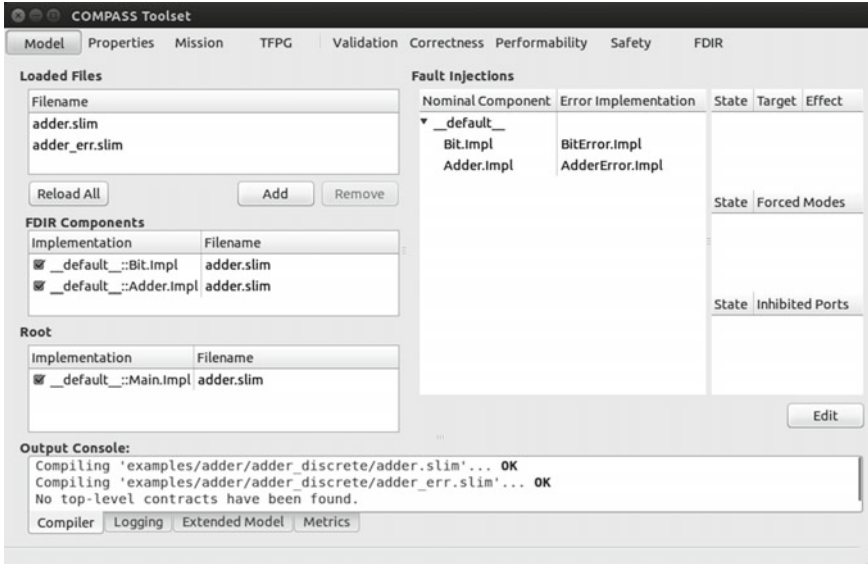 COMPASS Toolset
Model Properties Mission TFPG Validation Correctness Performability Safety FDIR
Loaded Files
Filename
adder.slim
adder_err.slim
Reload All Add Remove
FDIR Components
Implementation Filename
__default__::Bit.Impl adder.slim
__default__::Adder.Impl adder.slim
Root
Implementation Filename
__default__::Main.Impl adder.slim
Fault Injections
Nominal Component Error Implementation
__default__
Bit.Impl BitError.Impl
Adder.Impl AdderError.Impl
State Target Effect
State Forced Modes
State Inhibited Ports
Edit
Output Console:
Compiling 'examples/adder/adder_discrete/adder.slim'... OK
Compiling 'examples/adder/adder_discrete/adder_err.slim'... OK
No top-level contracts have been found.
Compiler Logging Extended Model Metrics